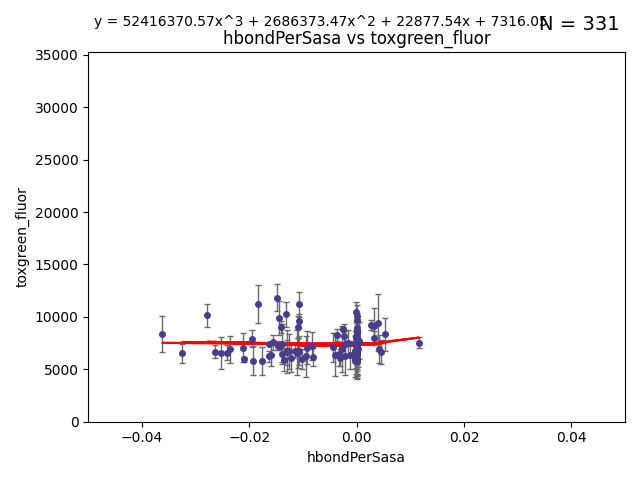 y = 52416370.57x^3 + 2686373.47x^2 + 22877.54x + 7316.05
N = 331
hbondPerSasa vs toxgreen_fluor
35000
30000
25000
20000
15000
10000
5000
0
toxgreen_fluor
−0.04
−0.02
0.00
0.02
0.04
hbondPerSasa